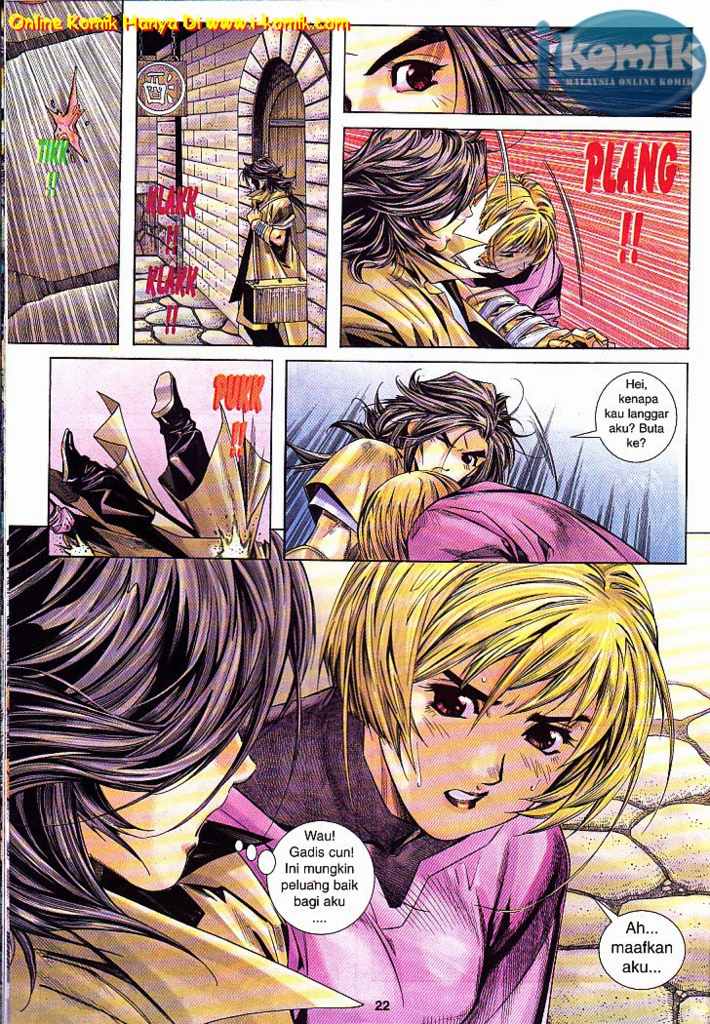 Online Komik Hanya Di www.i-komik.com
i komik
MALAYSIA ONLINE KOMIK
TIKK
!!
KLAKK
!!
KLAKK
!!
PLANG
!!
PUKK
!!
Hei,
kenapa
kau langgar
aku? Buta
ke?
Wau!
Gadis cun!
Ini mungkin
peluang baik
bagi aku
....
Ah...
maafkan
aku...
22